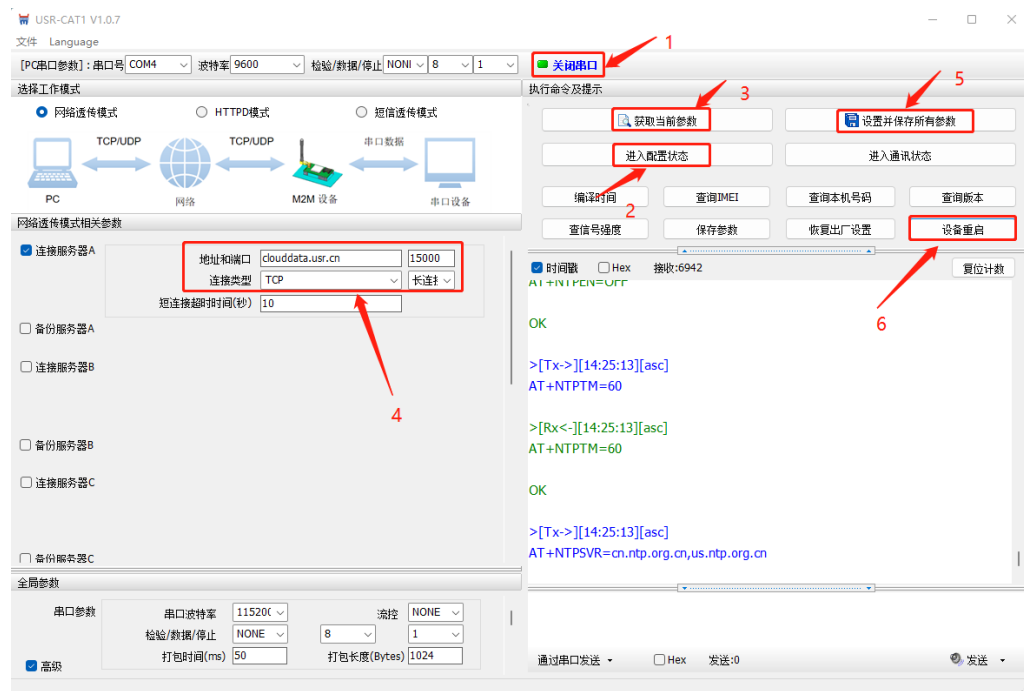 USR-CAT1 V1.0.7
文件 Language
[PC串口参数]：串口号 COM4 波特率 9600 检验/数据/停止 NONI 8 1 关闭串口 1
选择工作模式
网络透传模式 HTTPD模式 短信透传模式
TCP/UDP TCP/UDP 串口数据
PC 网络 M2M 设备 串口设备
网络透传模式相关参数
连接服务器A
地址和端口 clouddata.usr.cn 15000
连接类型 TCP 长连接
短连接超时时间(秒) 10
备份服务器A
连接服务器B
4
备份服务器B
连接服务器C
备份服务器C
全局参数
串口参数 串口波特率 11520( 流控 NONE
检验/数据/停止 NONE 8 1
打包时间(ms) 50 打包长度(Bytes) 1024
高级
执行命令及提示
3 5
获取当前参数 设置并保存所有参数
进入配置状态 进入通讯状态
2
编译时间 查询IMEI 查询本机号码 查询版本
查信号强度 保存参数 恢复出厂设置 设备重启
时间戳 Hex 接收:6942 复位计数
6
AT+NTPEN=OFF
OK
>[Tx->][14:25:13][asc]
AT+NTPTM=60
>[Rx<-][14:25:13][asc]
AT+NTPTM=60
OK
>[Tx->][14:25:13][asc]
AT+NTPSVR=cn.ntp.org.cn,us.ntp.org.cn
通过串口发送 Hex 发送:0 发送